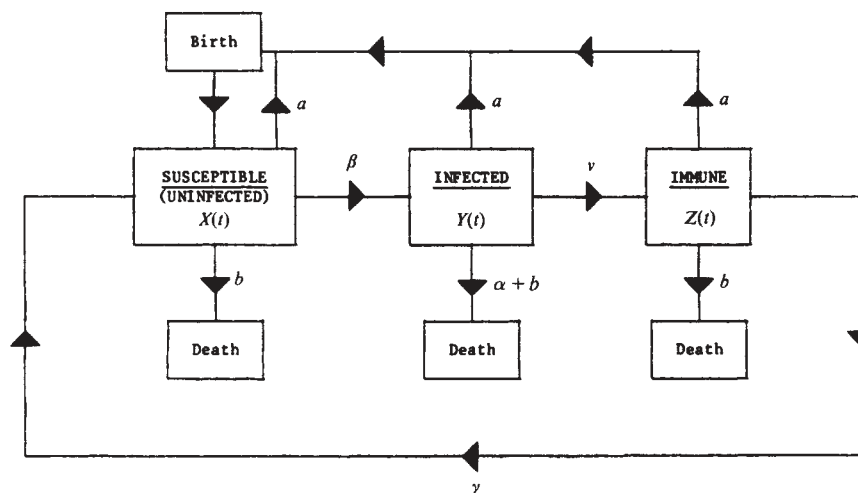 Birth
a
a
a
SUSCEPTIBLE
(UNINFECTED)
X(t)
β
INFECTED
Y(t)
ν
IMMUNE
Z(t)
b
α + b
b
Death
Death
Death
γ